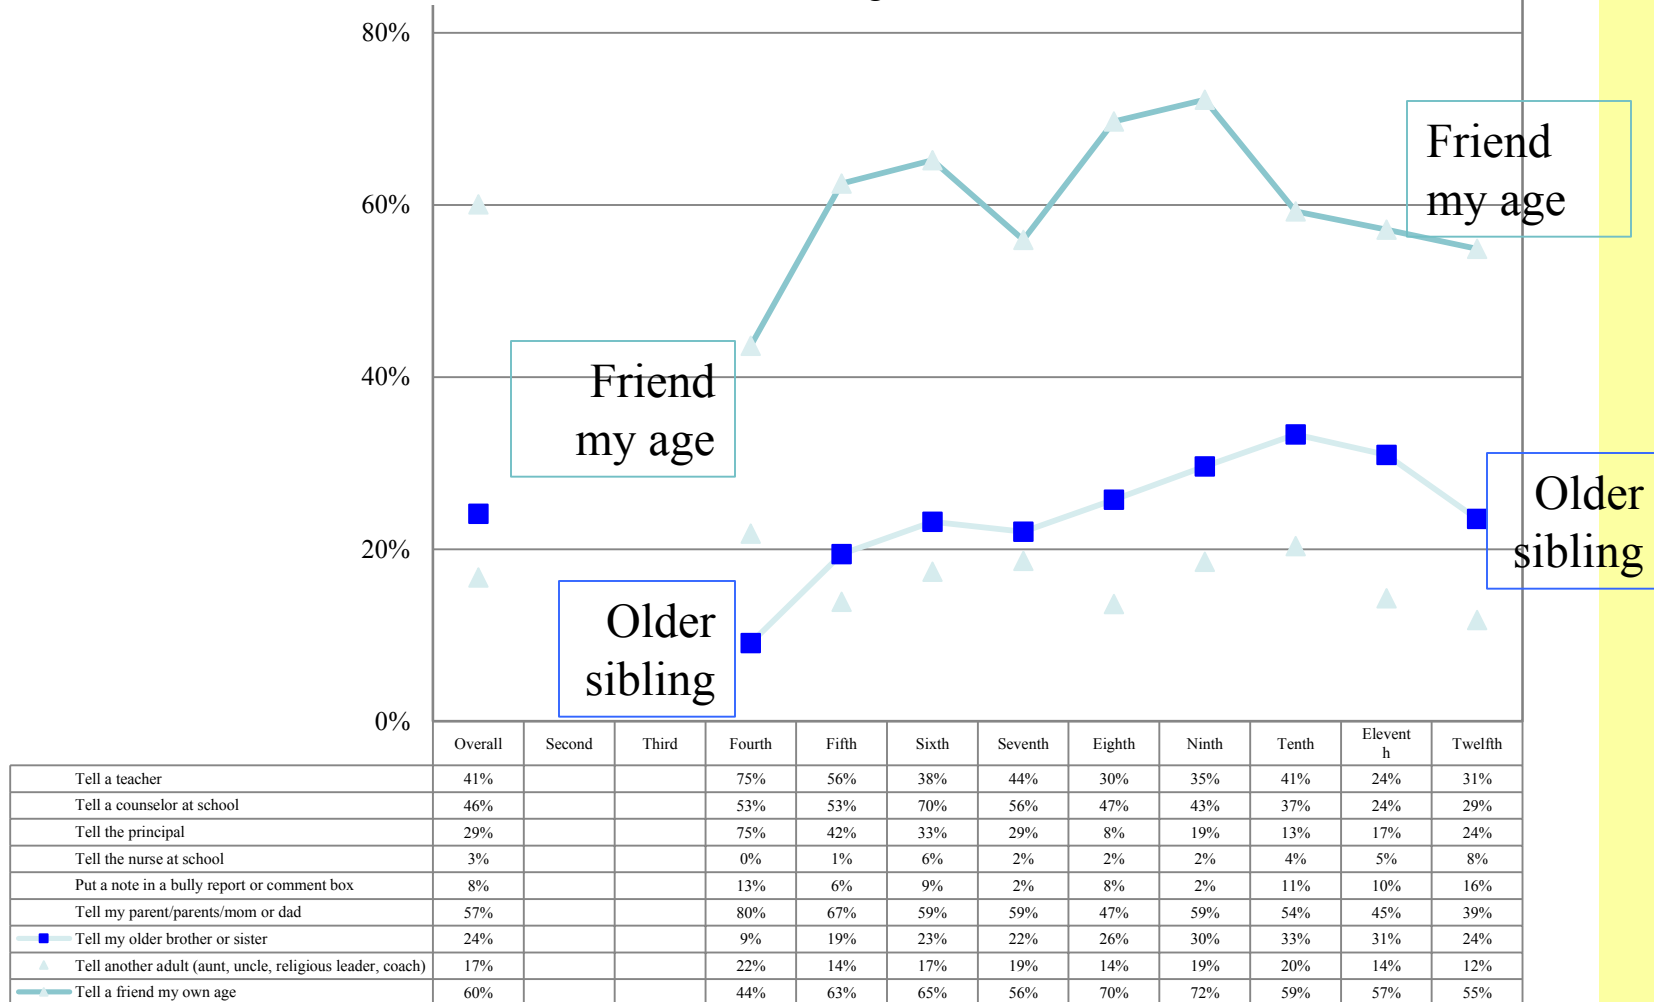 80%
60%
40%
20%
0%
Friend
my age
Friend
my age
Older
sibling
Older
sibling
Overall Second Third Fourth Fifth Sixth Seventh Eighth Ninth Tenth Elevent
h Twelfth
Tell a teacher 41% 75% 56% 38% 44% 30% 35% 41% 24% 31%
Tell a counselor at school 46% 53% 53% 70% 56% 47% 43% 37% 24% 29%
Tell the principal 29% 75% 42% 33% 29% 8% 19% 13% 17% 24%
Tell the nurse at school 3% 0% 1% 6% 2% 2% 2% 4% 5% 8%
Put a note in a bully report or comment box 8% 13% 6% 9% 2% 8% 2% 11% 10% 16%
Tell my parent/parents/mom or dad 57% 80% 67% 59% 59% 47% 59% 54% 45% 39%
Tell my older brother or sister 24% 9% 19% 23% 22% 26% 30% 33% 31% 24%
Tell another adult (aunt, uncle, religious leader, coach) 17% 22% 14% 17% 19% 14% 19% 20% 14% 12%
Tell a friend my own age 60% 44% 63% 65% 56% 70% 72% 59% 57% 55%